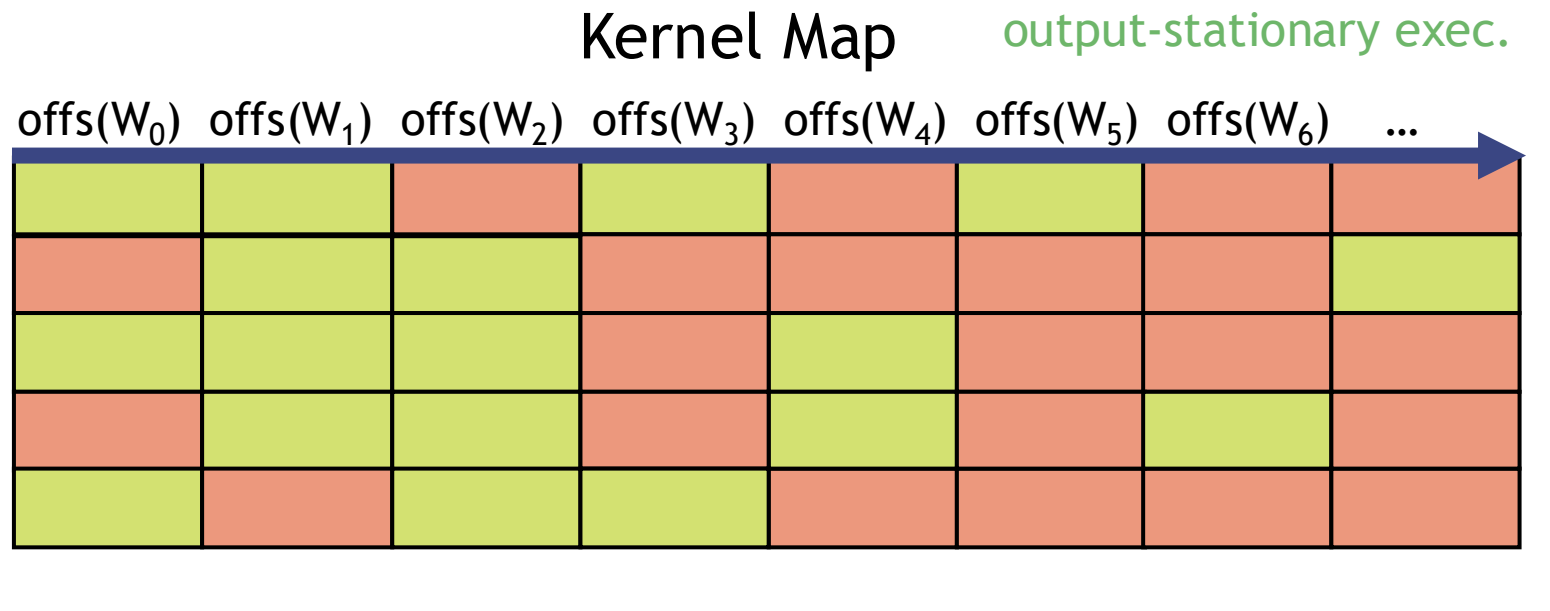 Kernel Map output-stationary exec.
offs(W₀) offs(W₁) offs(W₂) offs(W₃) offs(W₄) offs(W₅) offs(W₆) ...